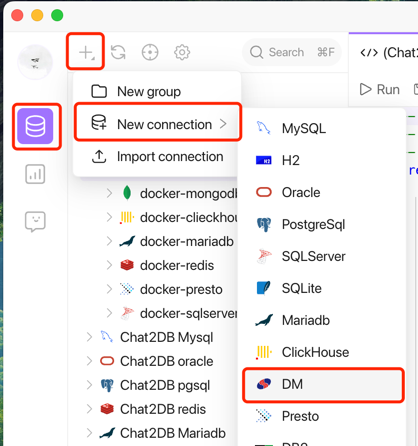 Search ⌘F
</> (Chat2
Run
New group
New connection
Import connection
MySQL
H2
Oracle
PostgreSql
SQLServer
SQLite
Mariadb
ClickHouse
DM
Presto
docker-mongodb
docker-clieckhou
docker-mariadb
docker-redis
docker-presto
docker-sqlserver
Chat2DB Mysql
Chat2DB oracle
Chat2DB pgsql
Chat2DB redis
Chat2DB Mariadb